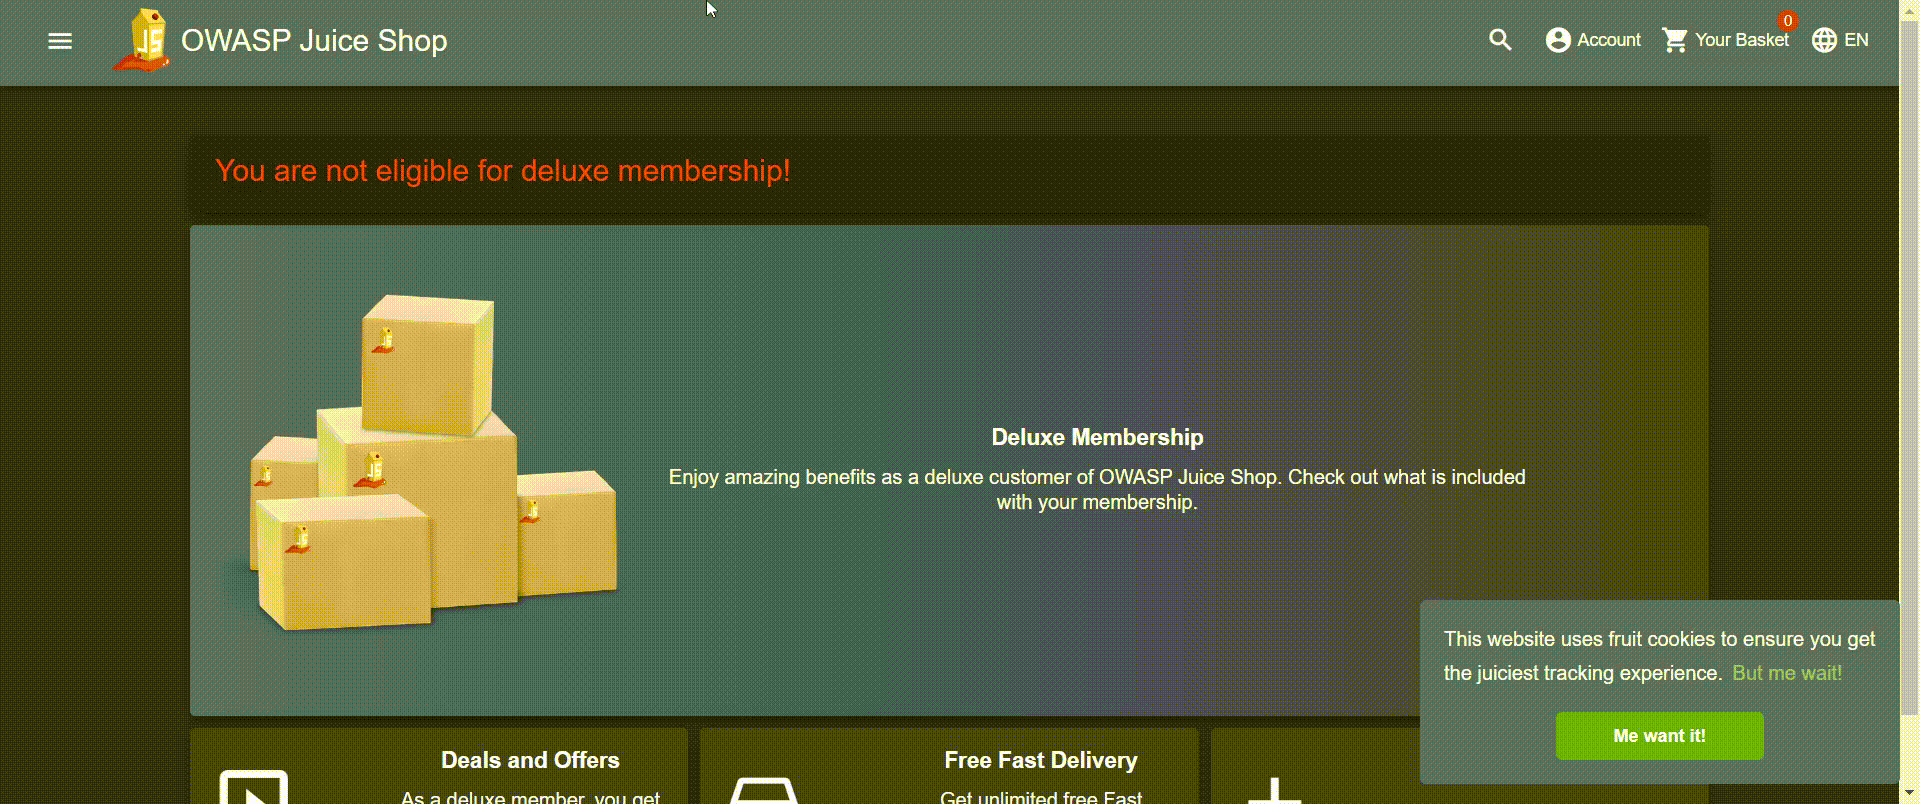 OWASP Juice Shop
Account
0
Your Basket
EN
You are not eligible for deluxe membership!
Deluxe Membership
Enjoy amazing benefits as a deluxe customer of OWASP Juice Shop. Check out what is included
with your membership.
This website uses fruit cookies to ensure you get
the juiciest tracking experience. But me wait!
Me want it!
Deals and Offers
As a deluxe member, you get
Free Fast Delivery
Get unlimited free Fast